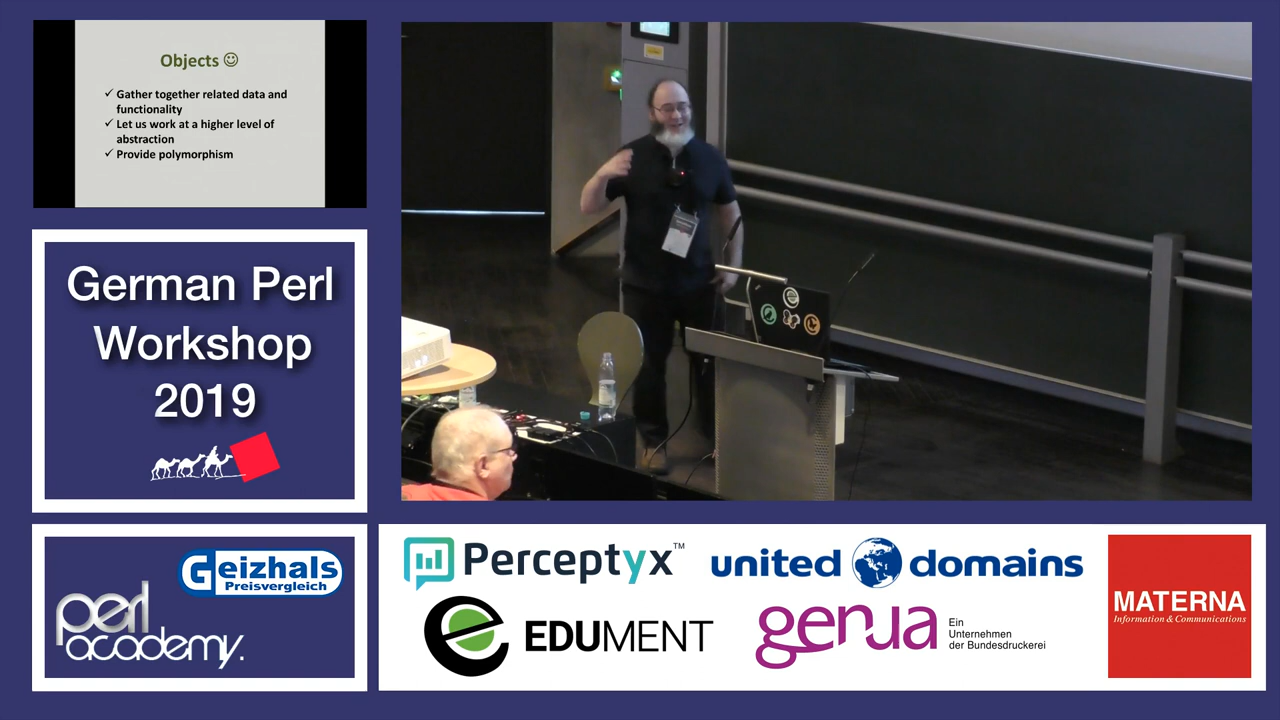 Objects ☺
✓ Gather together related data and
functionality
✓ Let us work at a higher level of
abstraction
✓ Provide polymorphism
German Perl
Workshop
2019
Geizhals
Preisvergleich
perl
academy.
Perceptyx™
united domains
EDUMENT
genua
Ein
Unternehmen
der Bundesdruckerei
MATERNA
Information & Communications